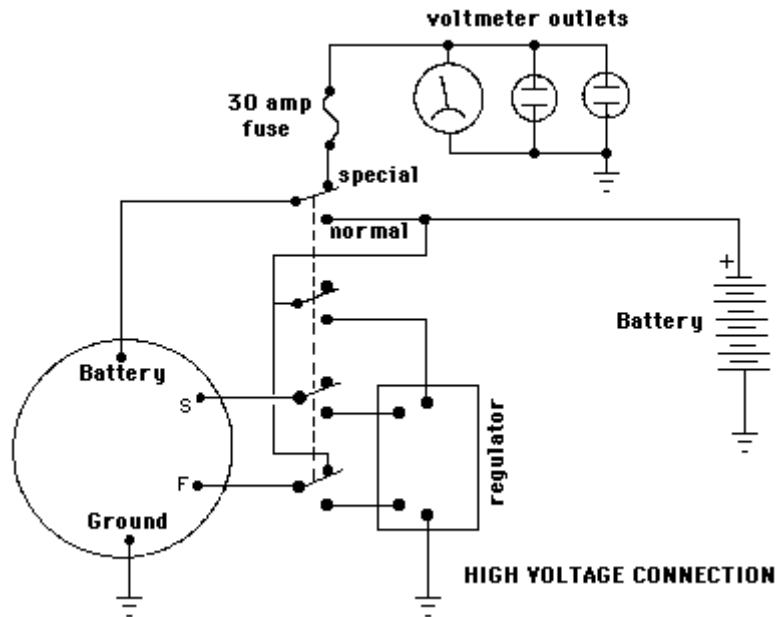 voltmeter outlets
30 amp
fuse
special
normal
+
Battery
Battery
S
F
regulator
Ground
HIGH VOLTAGE CONNECTION